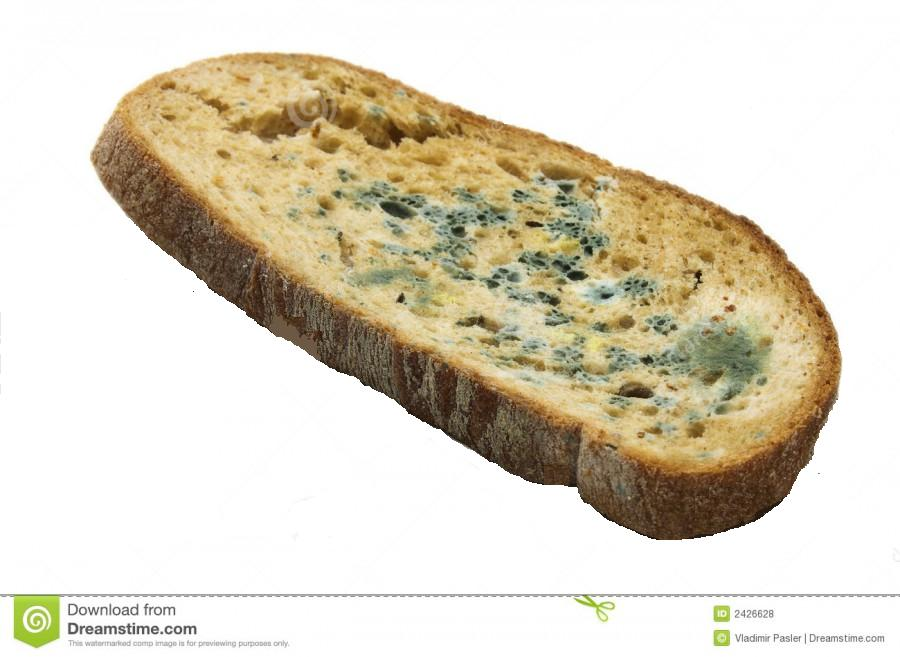 Download from
Dreamstime.com
This watermarked comp image is for previewing purposes only.
ID 2426628
© Vladimir Pasler | Dreamstime.com